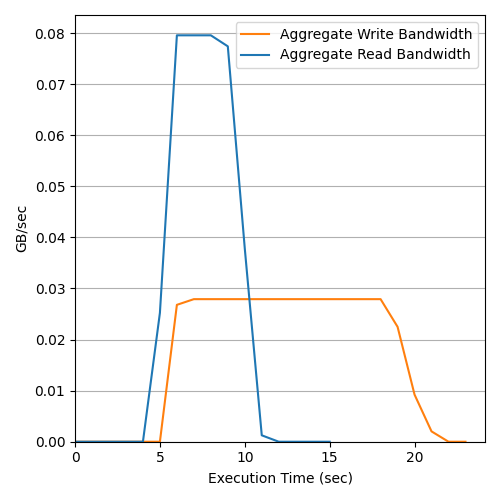 Aggregate Write Bandwidth
Aggregate Read Bandwidth
GB/sec
0.08
0.07
0.06
0.05
0.04
0.03
0.02
0.01
0.00
0 5 10 15 20
Execution Time (sec)